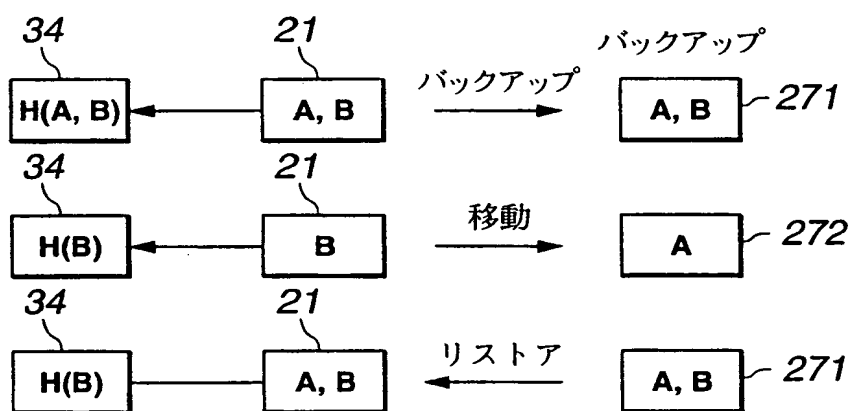 34 21 バックアップ
H(A, B) A, B バックアップ A, B 271
34 21
H(B) B 移動 A 272
34 21
H(B) A, B リストア A, B 271